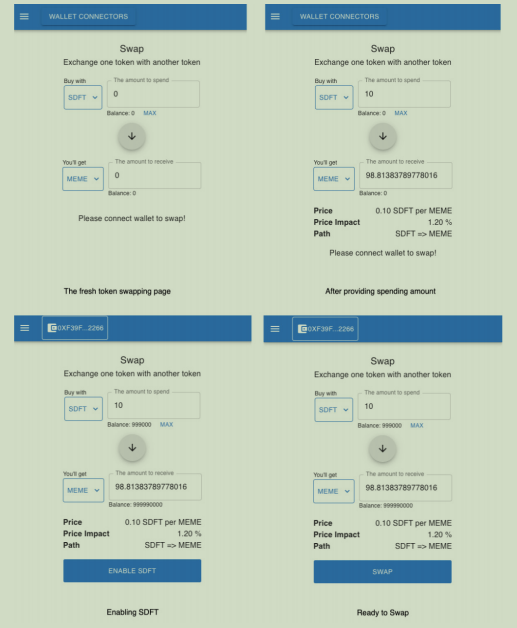 WALLET CONNECTORS
Swap
Exchange one token with another token
Buy with
The amount to spend
SDFT
0
Balance: 0 MAX
You'll get
The amount to receive
MEME
0
Balance: 0
Please connect wallet to swap!
The fresh token swapping page
WALLET CONNECTORS
Swap
Exchange one token with another token
Buy with
The amount to spend
SDFT
10
Balance: 0 MAX
You'll get
The amount to receive
MEME
98.81383789778016
Balance: 0
Price 0.10 SDFT per MEME
Price Impact 1.20 %
Path SDFT => MEME
Please connect wallet to swap!
After providing spending amount
0XF39F...2266
Swap
Exchange one token with another token
Buy with
The amount to spend
SDFT
10
Balance: 999000 MAX
You'll get
The amount to receive
MEME
98.81383789778016
Balance: 999990000
Price 0.10 SDFT per MEME
Price Impact 1.20 %
Path SDFT => MEME
ENABLE SDFT
Enabling SDFT
0XF39F...2266
Swap
Exchange one token with another token
Buy with
The amount to spend
SDFT
10
Balance: 999000 MAX
You'll get
The amount to receive
MEME
98.81383789778016
Balance: 999990000
Price 0.10 SDFT per MEME
Price Impact 1.20 %
Path SDFT => MEME
SWAP
Ready to Swap